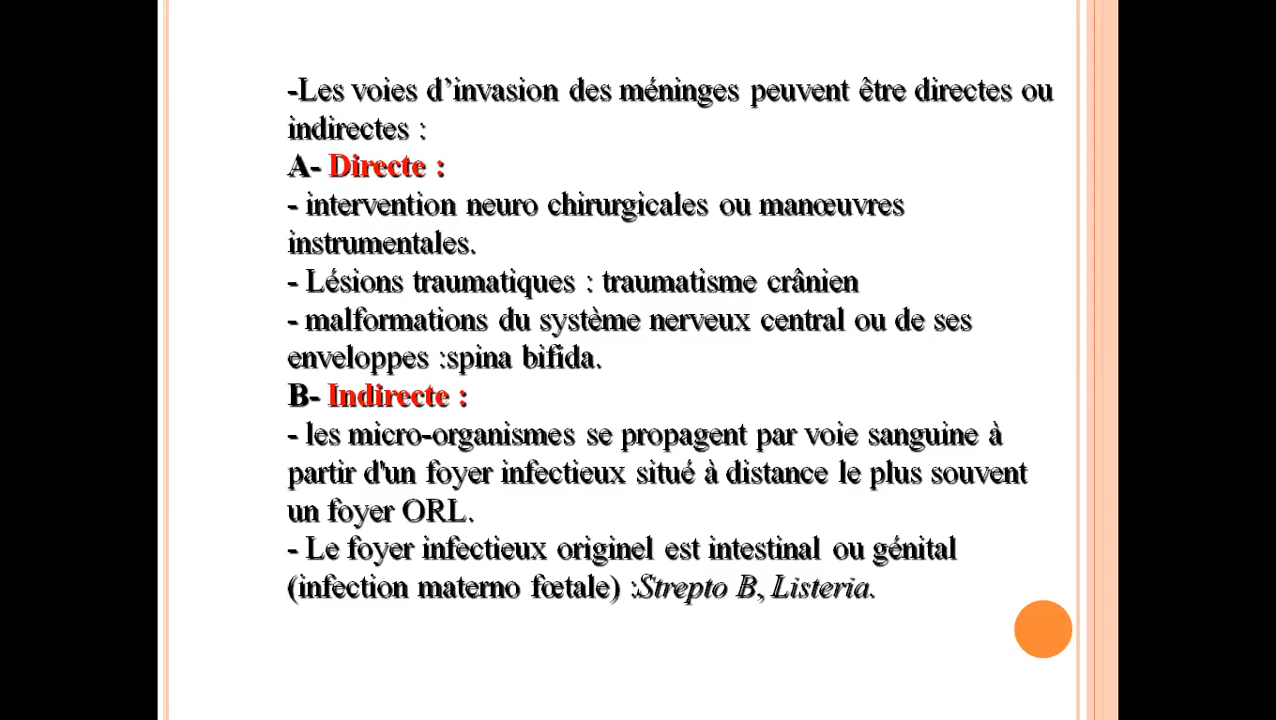 -Les voies d’invasion des méninges peuvent être directes ou
indirectes :
A- Directe :
- intervention neuro chirurgicales ou manœuvres
instrumentales.
- Lésions traumatiques : traumatisme crânien
- malformations du système nerveux central ou de ses
enveloppes :spina bifida.
B- Indirecte :
- les micro-organismes se propagent par voie sanguine à
partir d'un foyer infectieux situé à distance le plus souvent
un foyer ORL.
- Le foyer infectieux originel est intestinal ou génital
(infection materno fœtale) :Strepto B, Listeria.